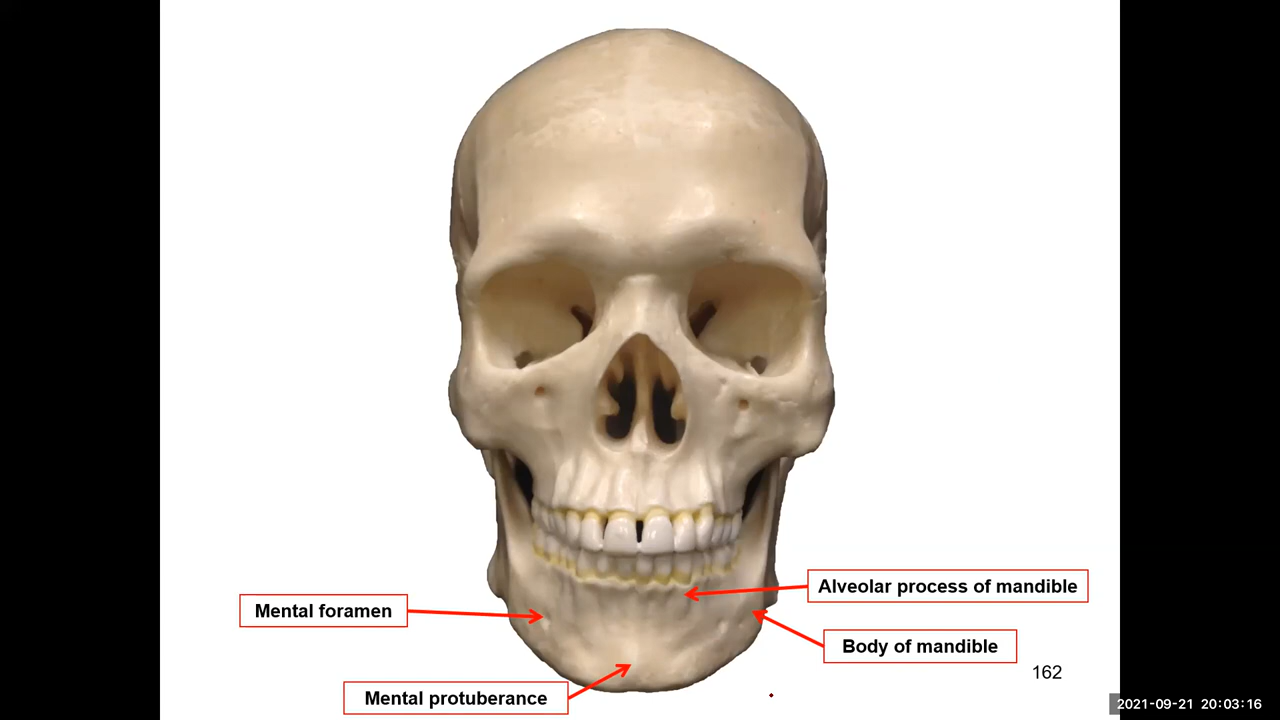 Alveolar process of mandible
Mental foramen
Body of mandible
162
Mental protuberance
2021-09-21 20:03:16